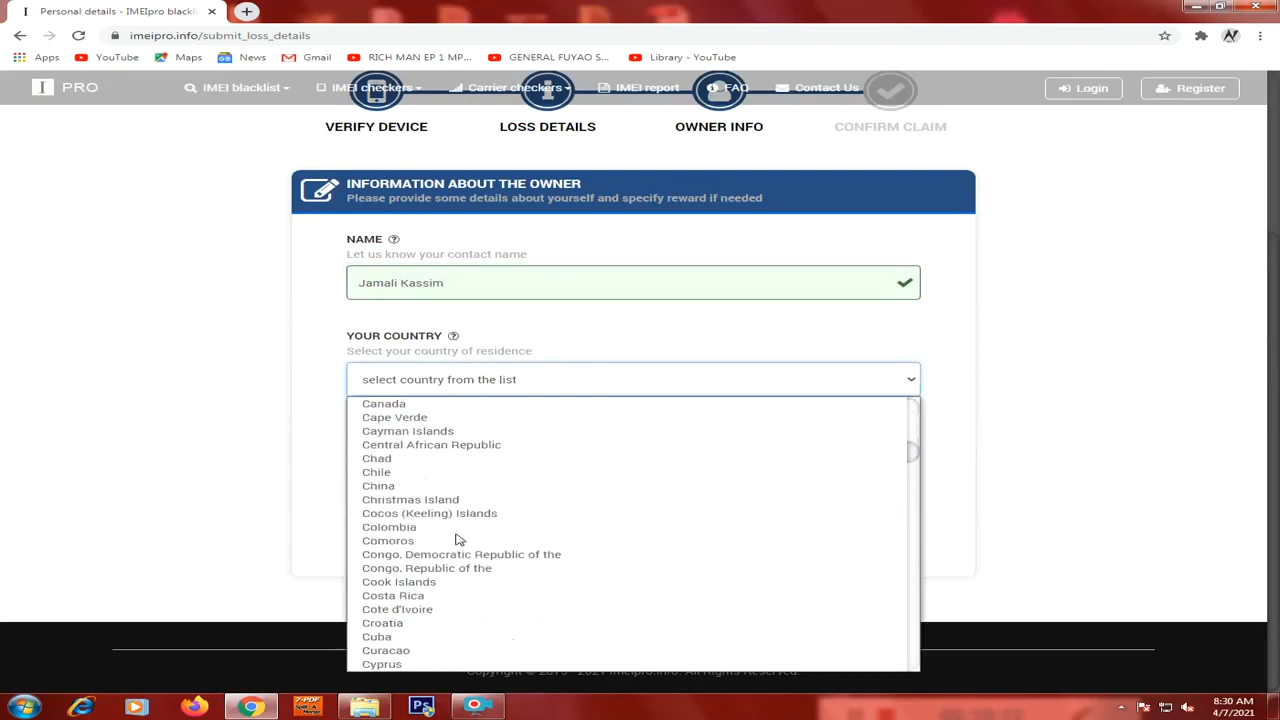 Personal details - IMEIpro blackli
imeipro.info/submit_loss_details
Apps YouTube Maps News Gmail RICH MAN EP 1 MP... GENERAL FUYAO S... Library - YouTube
I PRO IMEI blacklist IMEI checkers Carrier checkers IMEI report FAQ Contact Us Login Register
VERIFY DEVICE LOSS DETAILS OWNER INFO CONFIRM CLAIM
INFORMATION ABOUT THE OWNER
Please provide some details about yourself and specify reward if needed
NAME
Let us know your contact name
Jamali Kassim
YOUR COUNTRY
Select your country of residence
select country from the list
Canada
Cape Verde
Cayman Islands
Central African Republic
Chad
Chile
China
Christmas Island
Cocos (Keeling) Islands
Colombia
Comoros
Congo, Democratic Republic of the
Congo, Republic of the
Cook Islands
Costa Rica
Cote d'Ivoire
Croatia
Cuba
Curacao
Cyprus
7-PDF
Split &
Merge
Ps
8:30 AM
4/7/2021